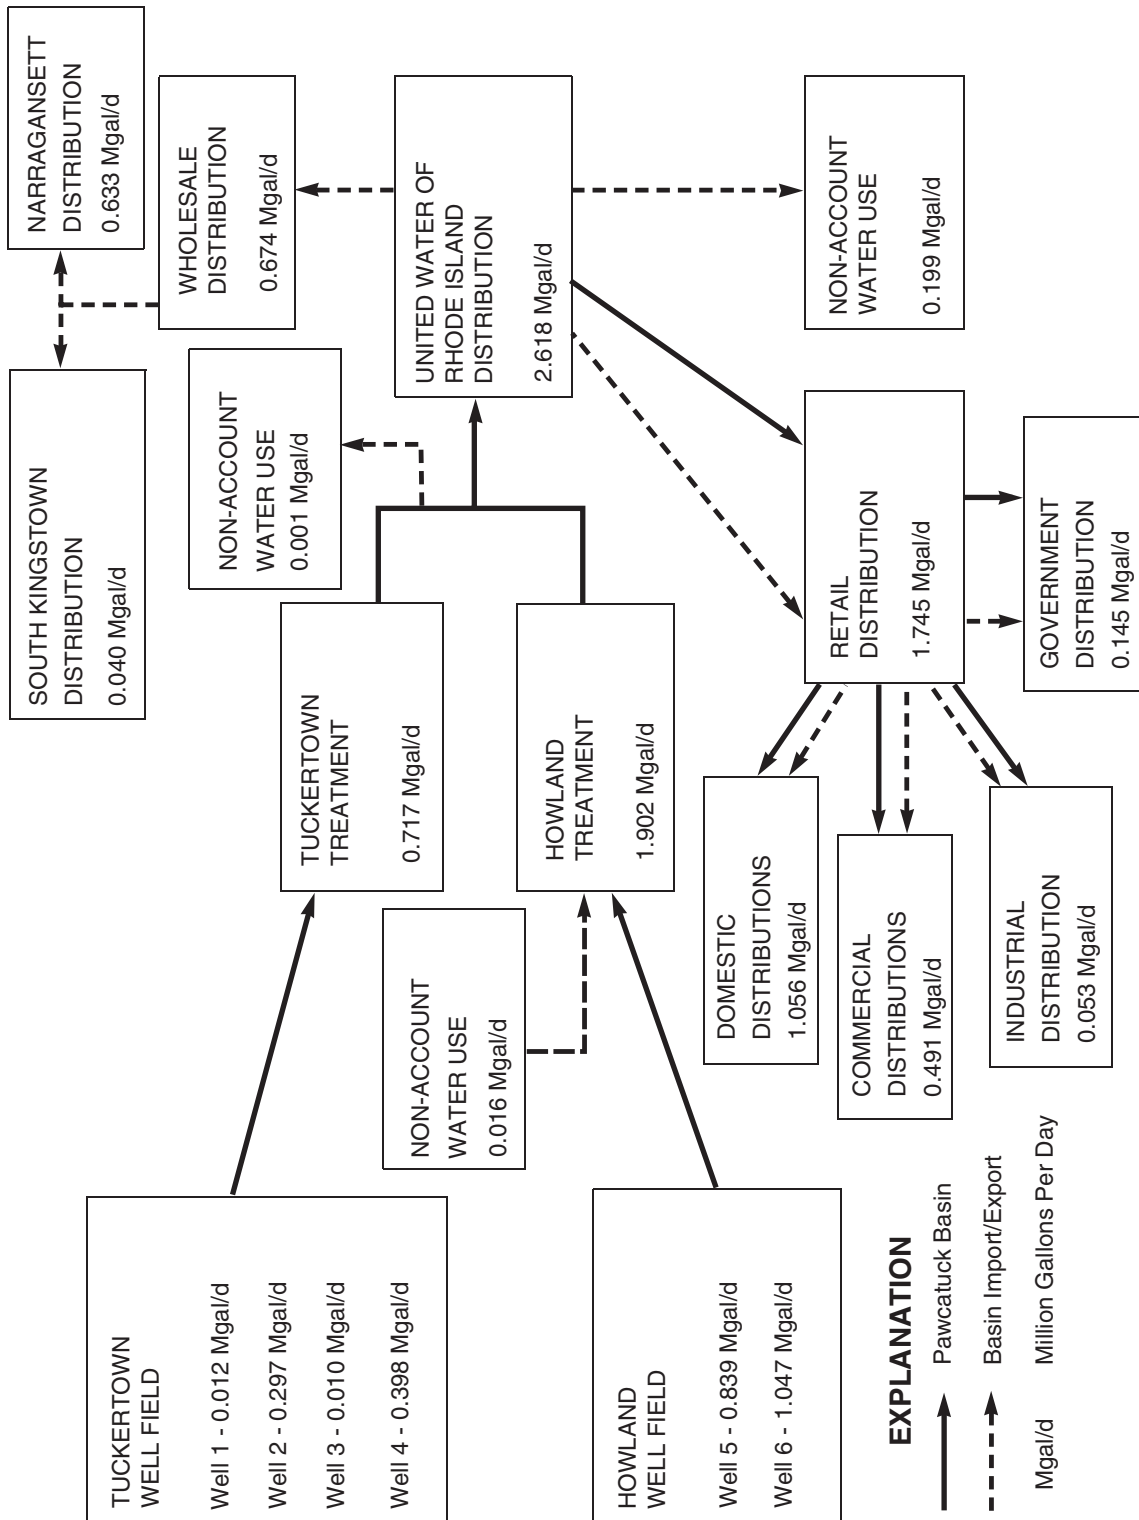 TUCKERTOWN
WELL FIELD
Well 1 - 0.012 Mgal/d
Well 2 - 0.297 Mgal/d
Well 3 - 0.010 Mgal/d
Well 4 - 0.398 Mgal/d
HOWLAND
WELL FIELD
Well 5 - 0.839 Mgal/d
Well 6 - 1.047 Mgal/d
NON-ACCOUNT
WATER USE
0.016 Mgal/d
TUCKERTOWN
TREATMENT
0.717 Mgal/d
HOWLAND
TREATMENT
1.902 Mgal/d
NON-ACCOUNT
WATER USE
0.001 Mgal/d
UNITED WATER OF
RHODE ISLAND
DISTRIBUTION
2.618 Mgal/d
SOUTH KINGSTOWN
DISTRIBUTION
0.040 Mgal/d
NARRAGANSETT
DISTRIBUTION
0.633 Mgal/d
WHOLESALE
DISTRIBUTION
0.674 Mgal/d
NON-ACCOUNT
WATER USE
0.199 Mgal/d
RETAIL
DISTRIBUTION
1.745 Mgal/d
GOVERNMENT
DISTRIBUTION
0.145 Mgal/d
DOMESTIC
DISTRIBUTIONS
1.056 Mgal/d
COMMERCIAL
DISTRIBUTIONS
0.491 Mgal/d
INDUSTRIAL
DISTRIBUTION
0.053 Mgal/d
EXPLANATION
Pawcatuck Basin
Basin Import/Export
Mgal/d Million Gallons Per Day